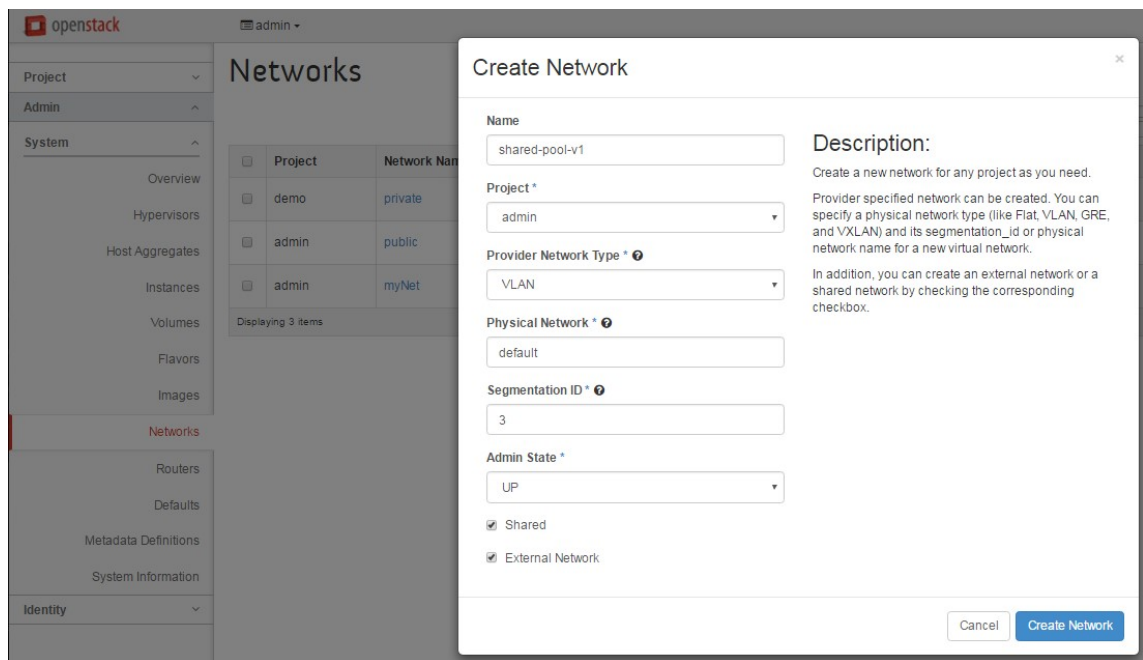 openstack
admin
Project
Admin
System
Overview
Hypervisors
Host Aggregates
Instances
Volumes
Flavors
Images
Networks
Routers
Defaults
Metadata Definitions
System Information
Identity
Networks
Project Network Nam
demo private
admin public
admin myNet
Displaying 3 items
Create Network
×
Name
shared-pool-v1
Project *
admin
Provider Network Type *
VLAN
Physical Network *
default
Segmentation ID *
3
Admin State *
UP
Shared
External Network
Description:
Create a new network for any project as you need.
Provider specified network can be created. You can
specify a physical network type (like Flat, VLAN, GRE,
and VXLAN) and its segmentation_id or physical
network name for a new virtual network.
In addition, you can create an external network or a
shared network by checking the corresponding
checkbox.
Cancel
Create Network